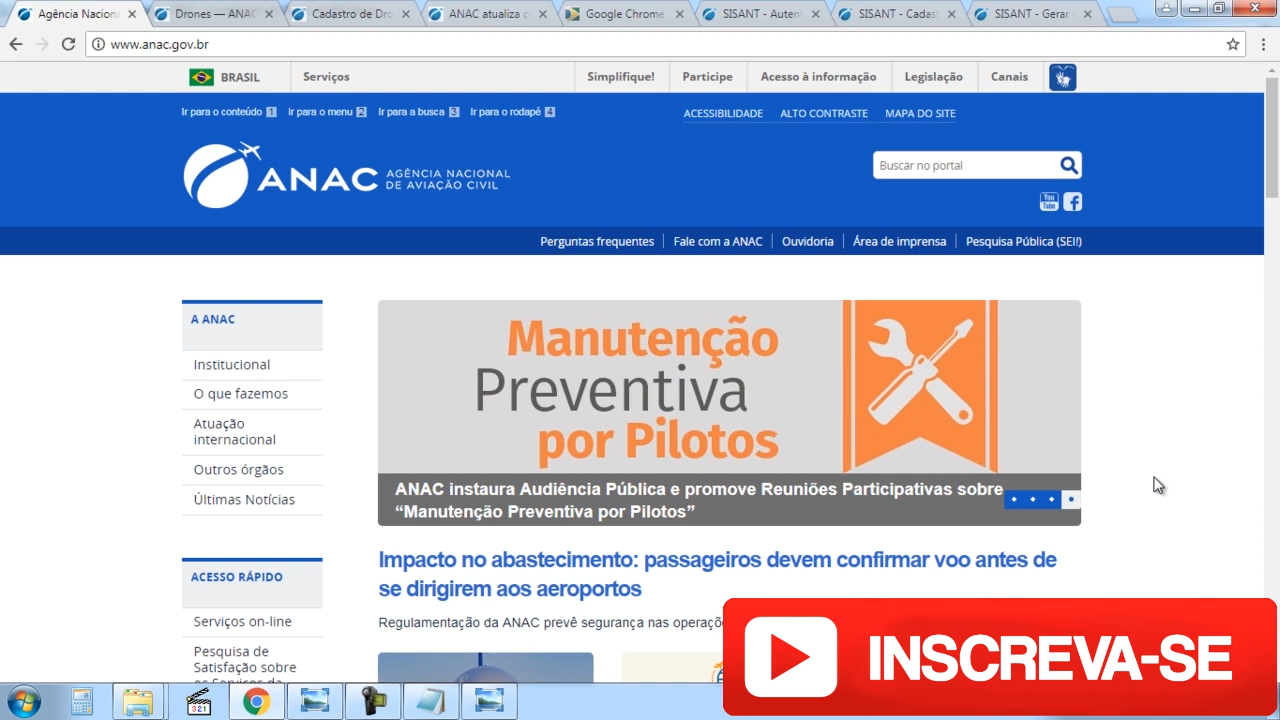 Agência Naciona
Drones — ANAC
Cadastro de Dro
ANAC atualiza c
Google Chrome
SISANT - Autent
SISANT - Cadas
SISANT - Gerar
www.anac.gov.br
BRASIL
Serviços
Simplifique!
Participe
Acesso à informação
Legislação
Canais
Ir para o conteúdo 1
Ir para o menu 2
Ir para a busca 3
Ir para o rodapé 4
ACESSIBILIDADE
ALTO CONTRASTE
MAPA DO SITE
ANAC
AGÊNCIA NACIONAL
DE AVIAÇÃO CIVIL
Buscar no portal
You
Tube
Perguntas frequentes
Fale com a ANAC
Ouvidoria
Área de imprensa
Pesquisa Pública (SEI!)
A ANAC
Institucional
O que fazemos
Atuação
internacional
Outros órgãos
Últimas Notícias
ACESSO RÁPIDO
Serviços on-line
Pesquisa de
Satisfação sobre
os Serviços da
Manutenção
Preventiva
por Pilotos
ANAC instaura Audiência Pública e promove Reuniões Participativas sobre
“Manutenção Preventiva por Pilotos”
Impacto no abastecimento: passageiros devem confirmar voo antes de
se dirigirem aos aeroportos
Regulamentação da ANAC prevê segurança nas operaçõ
INSCREVA-SE
321